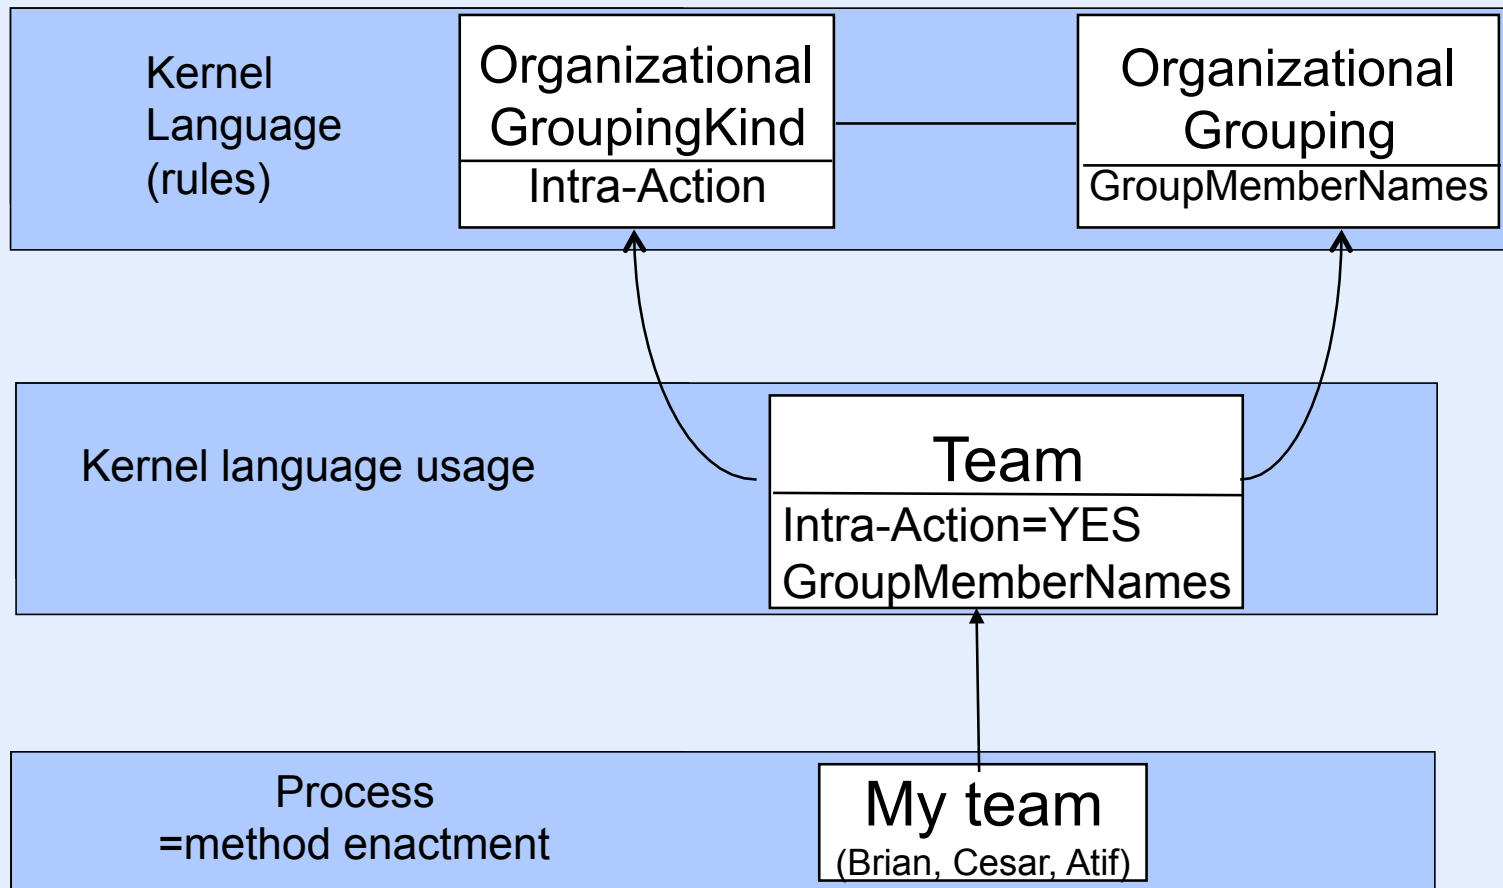 Kernel
Language
(rules)
Organizational
GroupingKind
Intra-Action
Organizational
Grouping
GroupMemberNames
Kernel language usage
Team
Intra-Action=YES
GroupMemberNames
Process
=method enactment
My team
(Brian, Cesar, Atif)